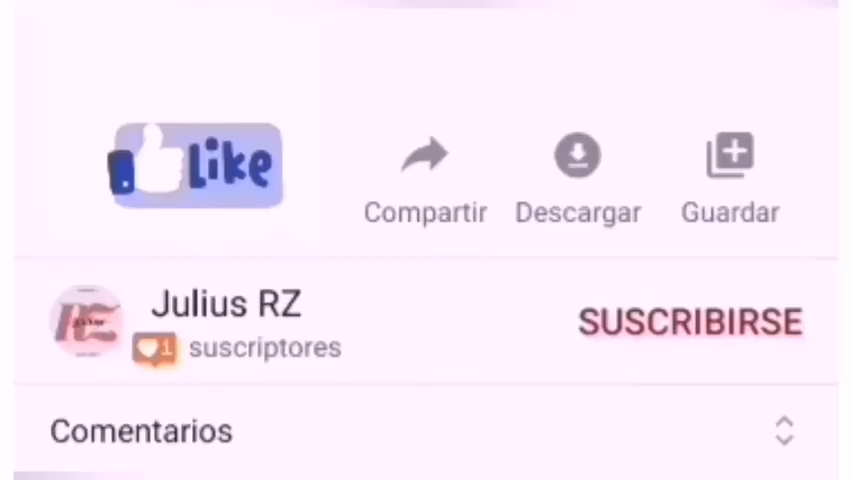 Like
Compartir
Descargar
Guardar
Julius RZ
SUSCRIBIRSE
1 suscriptores
Comentarios